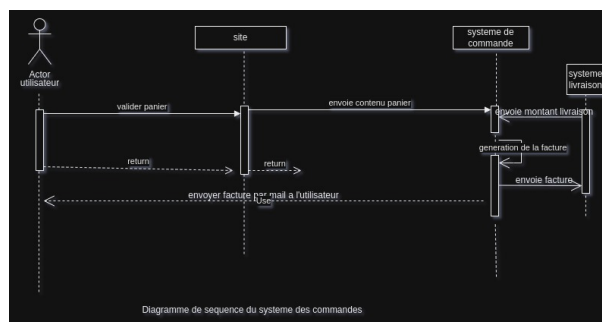 site
systeme de
commande
Actor
utilisateur
systeme
livraison
valider panier
envoie contenu panier
envoie montant livraison
generation de la facture
return
return
envoie facture
envoyer facture par mail a l'utilisateur
Use
Diagramme de sequence du systeme des commandes